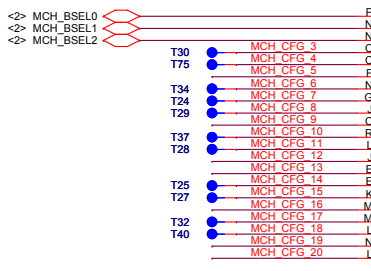 <2> MCH_BSEL0 P
<2> MCH_BSEL1 N
<2> MCH_BSEL2 N
T30 MCH_CFG_3 C
T75 MCH_CFG_4 C
MCH_CFG_5 F
T34 MCH_CFG_6 N
T24 MCH_CFG_7 G
T29 MCH_CFG_8 J
MCH_CFG_9 C
T37 MCH_CFG_10 R
T28 MCH_CFG_11 L
MCH_CFG_12 J
MCH_CFG_13 E
T25 MCH_CFG_14 E
T27 MCH_CFG_15 K
MCH_CFG_16 M
T32 MCH_CFG_17 M
T40 MCH_CFG_18 L
MCH_CFG_19 N
MCH_CFG_20 L